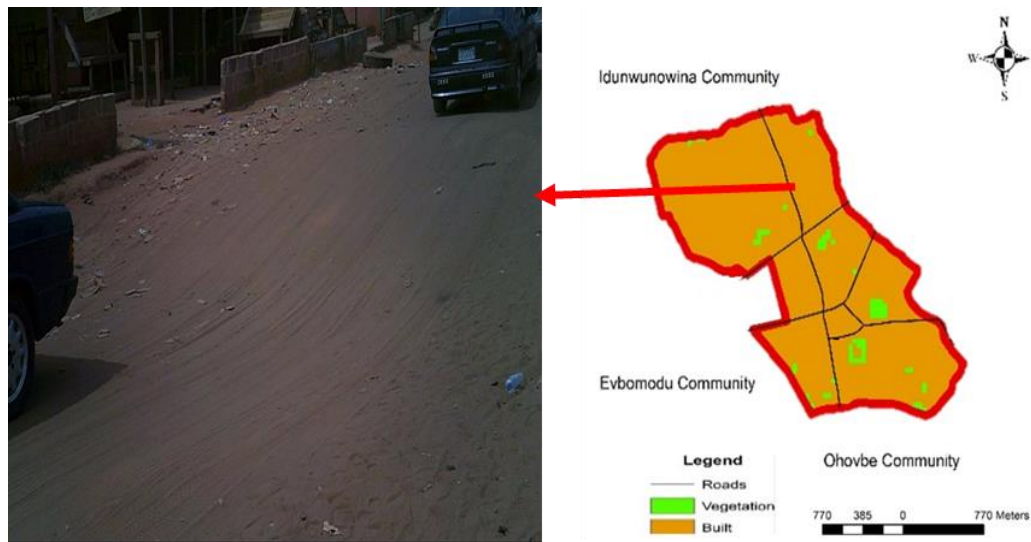 N
W
S
Idunwunowina Community
Evbomodu Community
Ohovbe Community
Legend
Roads
Vegetation
Built
770 385 0 770 Meters